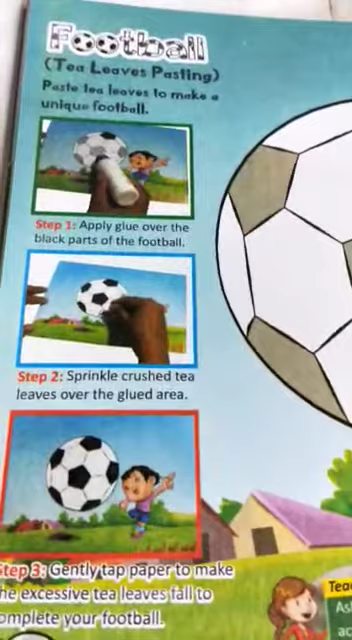 Football
(Tea Leaves Pasting)
Paste tea leaves to make a
unique football.
Step 1: Apply glue over the
black parts of the football.
Step 2: Sprinkle crushed tea
leaves over the glued area.
Step 3: Gently tap paper to make
he excessive tea leaves fall to
omplete your football.
Tea
As